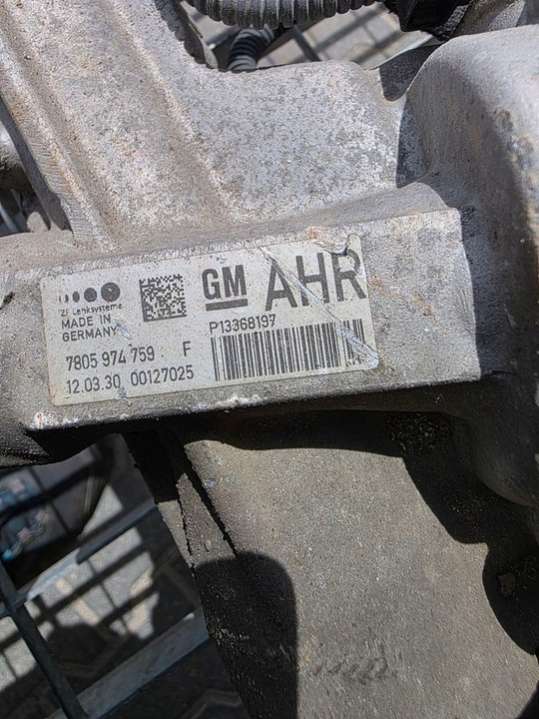 GM AHR
ZF Lenksysteme
MADE IN
GERMANY
P13368197
7805 974 759 F
12.03.30 00127025